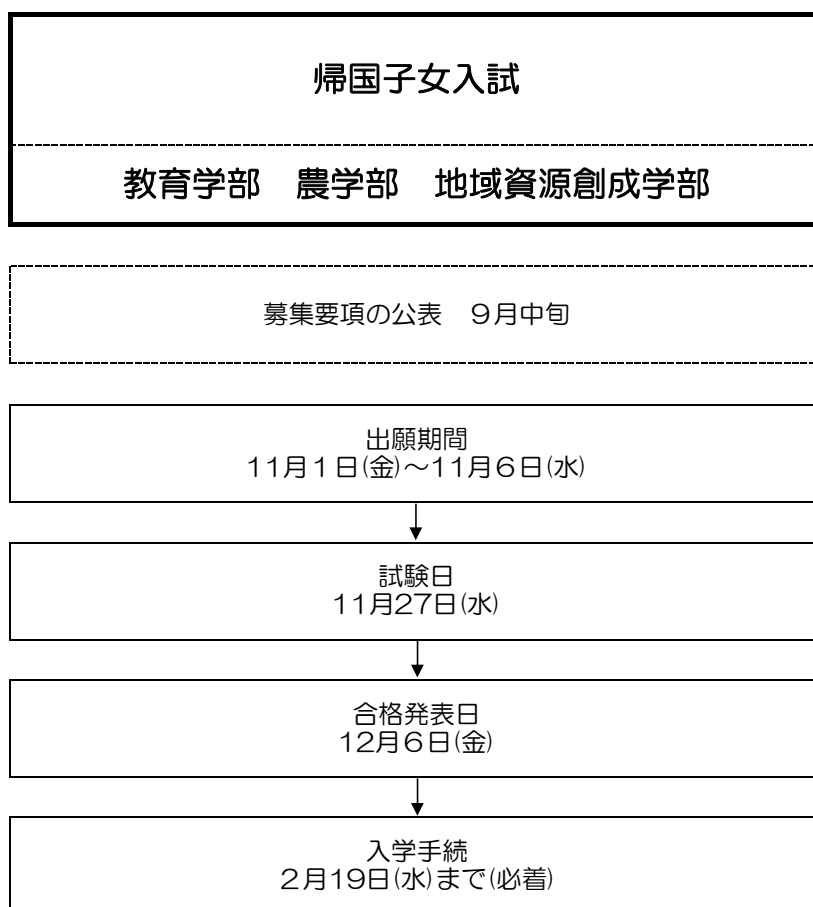 帰国子女入試
教育学部　農学部　地域資源創成学部
募集要項の公表　９月中旬
出願期間
11月１日(金)～11月６日(水)
試験日
11月27日(水)
合格発表日
12月６日(金)
入学手続
２月19日(水)まで(必着)